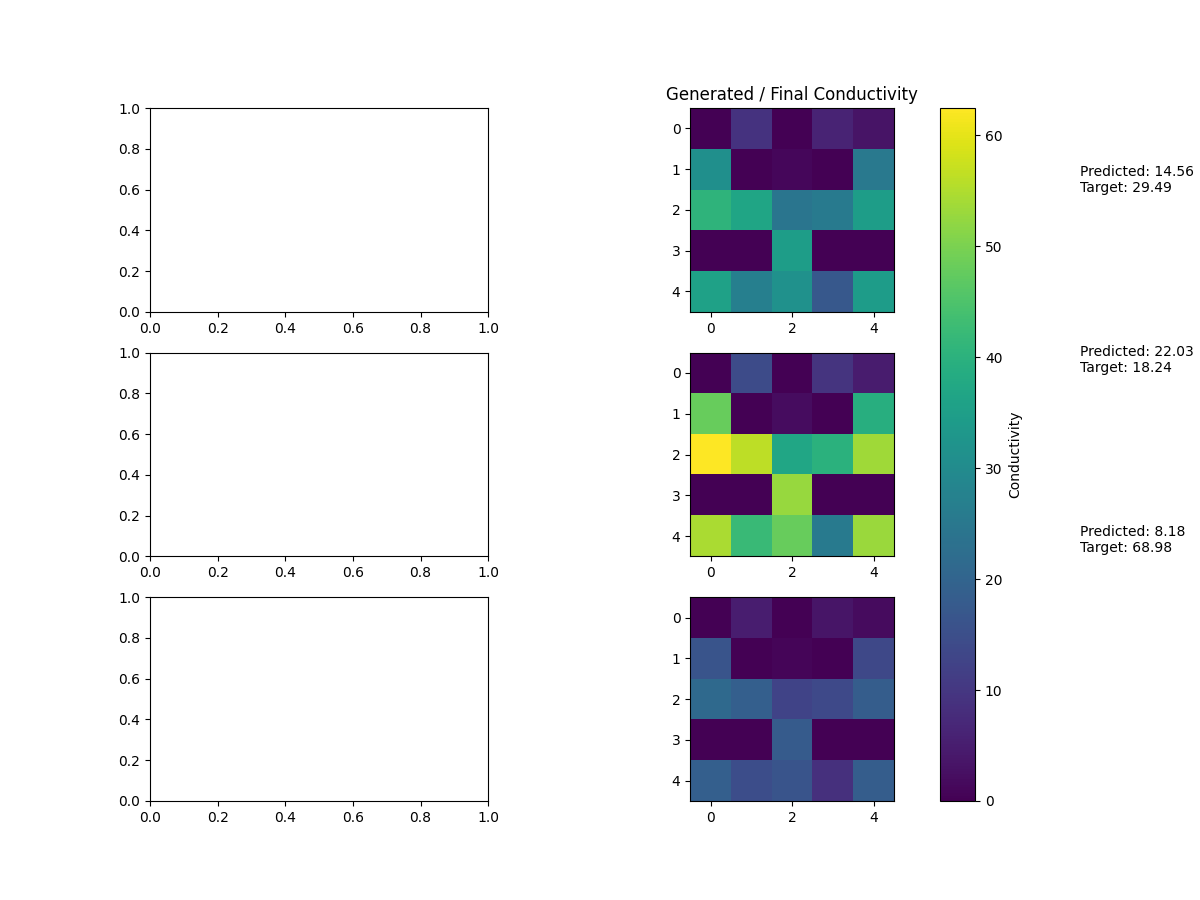 Generated / Final Conductivity
1.0
0.8
0.6
0.4
0.2
0.0
0.0 0.2 0.4 0.6 0.8 1.0
0
1
2
3
4
0 2 4
1.0
0.8
0.6
0.4
0.2
0.0
0.0 0.2 0.4 0.6 0.8 1.0
0
1
2
3
4
0 2 4
1.0
0.8
0.6
0.4
0.2
0.0
0.0 0.2 0.4 0.6 0.8 1.0
0
1
2
3
4
0 2 4
60
50
40
30
20
10
0
Conductivity
Predicted: 14.56
Target: 29.49
Predicted: 22.03
Target: 18.24
Predicted: 8.18
Target: 68.98